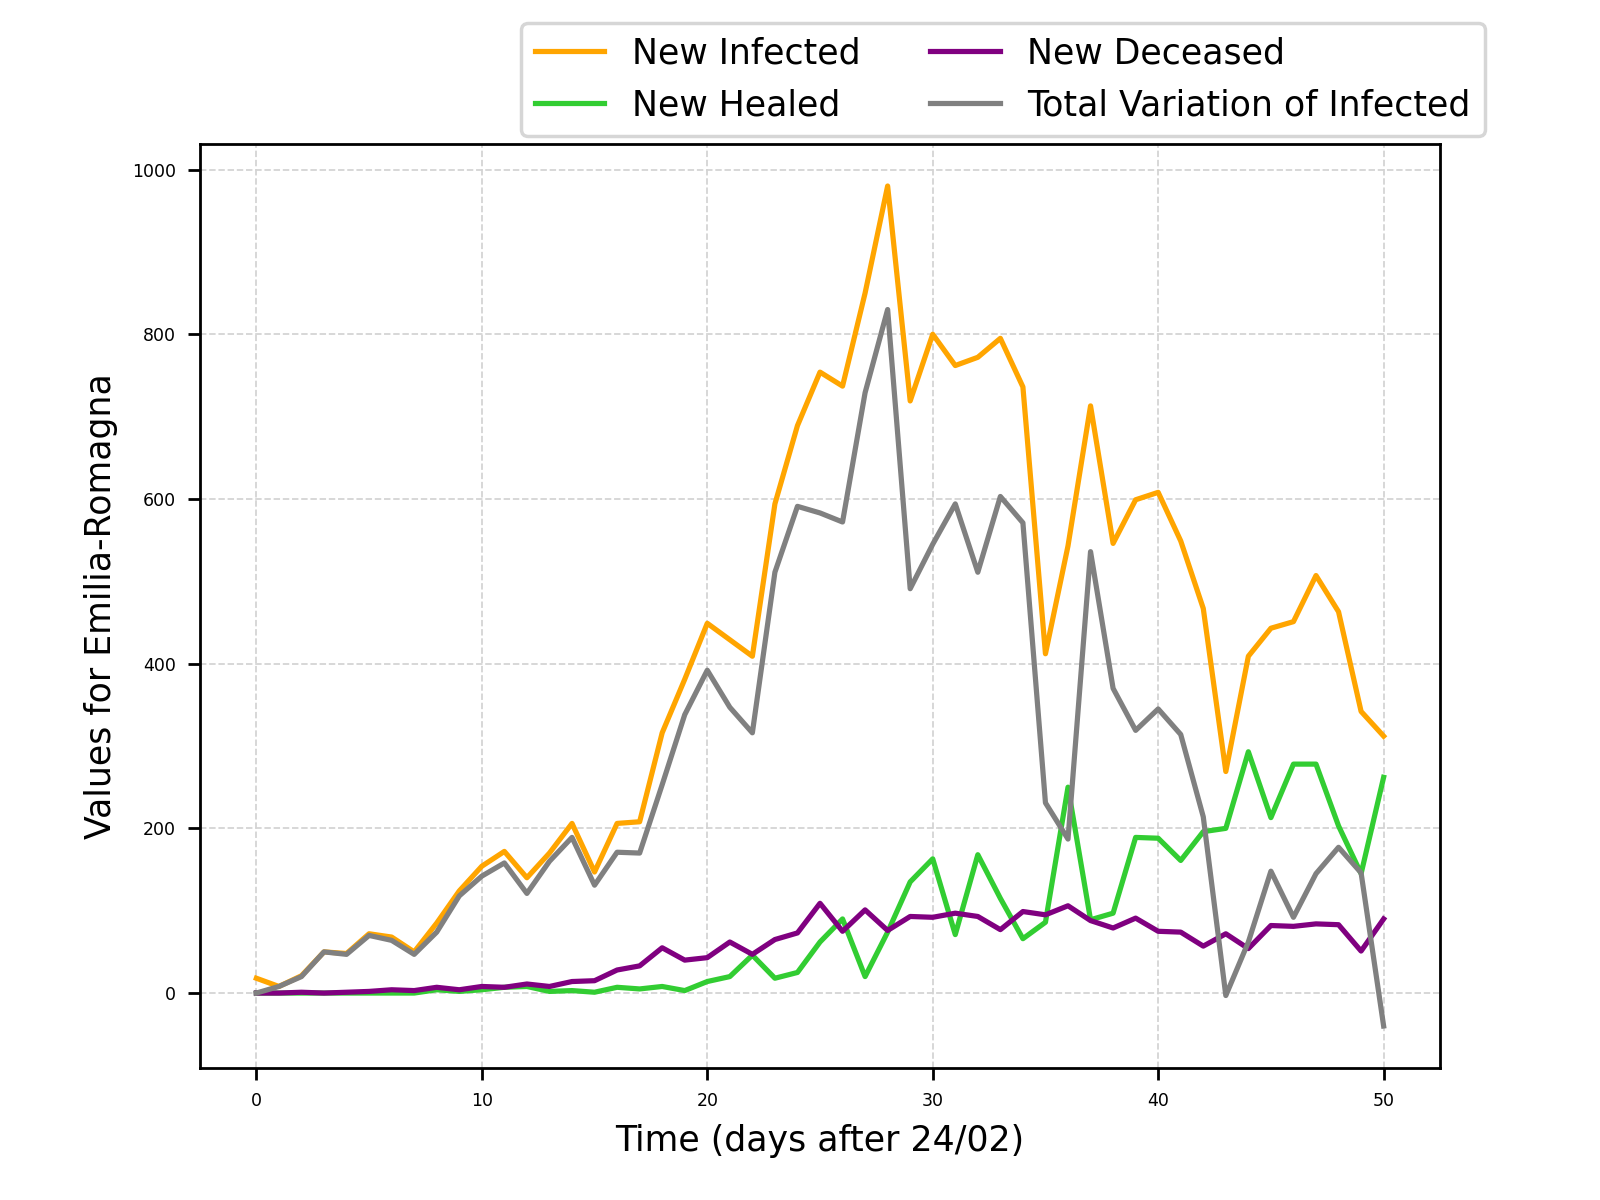 New Infected
New Healed
New Deceased
Total Variation of Infected
1000
800
600
400
200
0
Values for Emilia-Romagna
0 10 20 30 40 50
Time (days after 24/02)